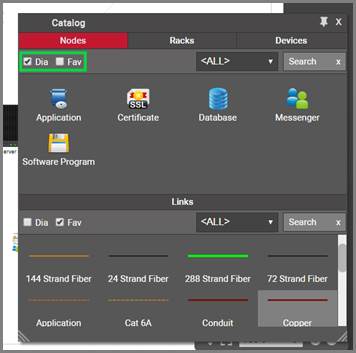 Catalog X
Nodes Racks Devices
Dia Fav <ALL> Search x
SSL
Application Certificate Database Messenger
Software Program
Links
Dia Fav <ALL> Search x
144 Strand Fiber 24 Strand Fiber 288 Strand Fiber 72 Strand Fiber
Application Cat 6A Conduit Copper